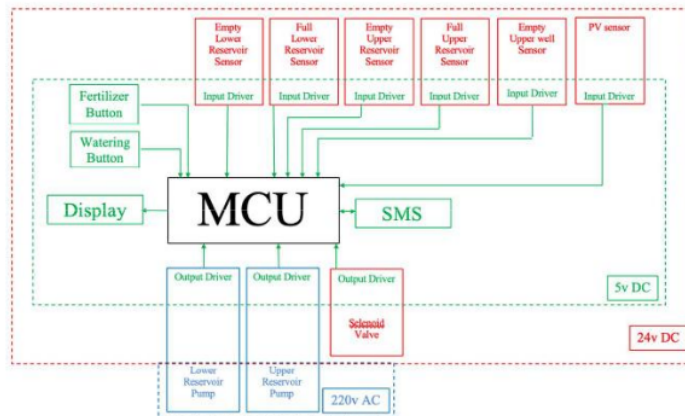 Empty
Lower
Reservoir
Sensor
Full
Lower
Reservoir
Sensor
Empty
Upper
Reservoir
Sensor
Full
Upper
Reservoir
Sensor
Empty
Upper well
Sensor
PV sensor
Input Driver
Input Driver
Input Driver
Input Driver
Input Driver
Input Driver
Fertilizer
Button
Watering
Button
Display
MCU
SMS
Output Driver
Output Driver
Output Driver
5v DC
Selenoid
Valve
24v DC
Lower
Reservoir
Pump
Upper
Reservoir
Pump
220v AC